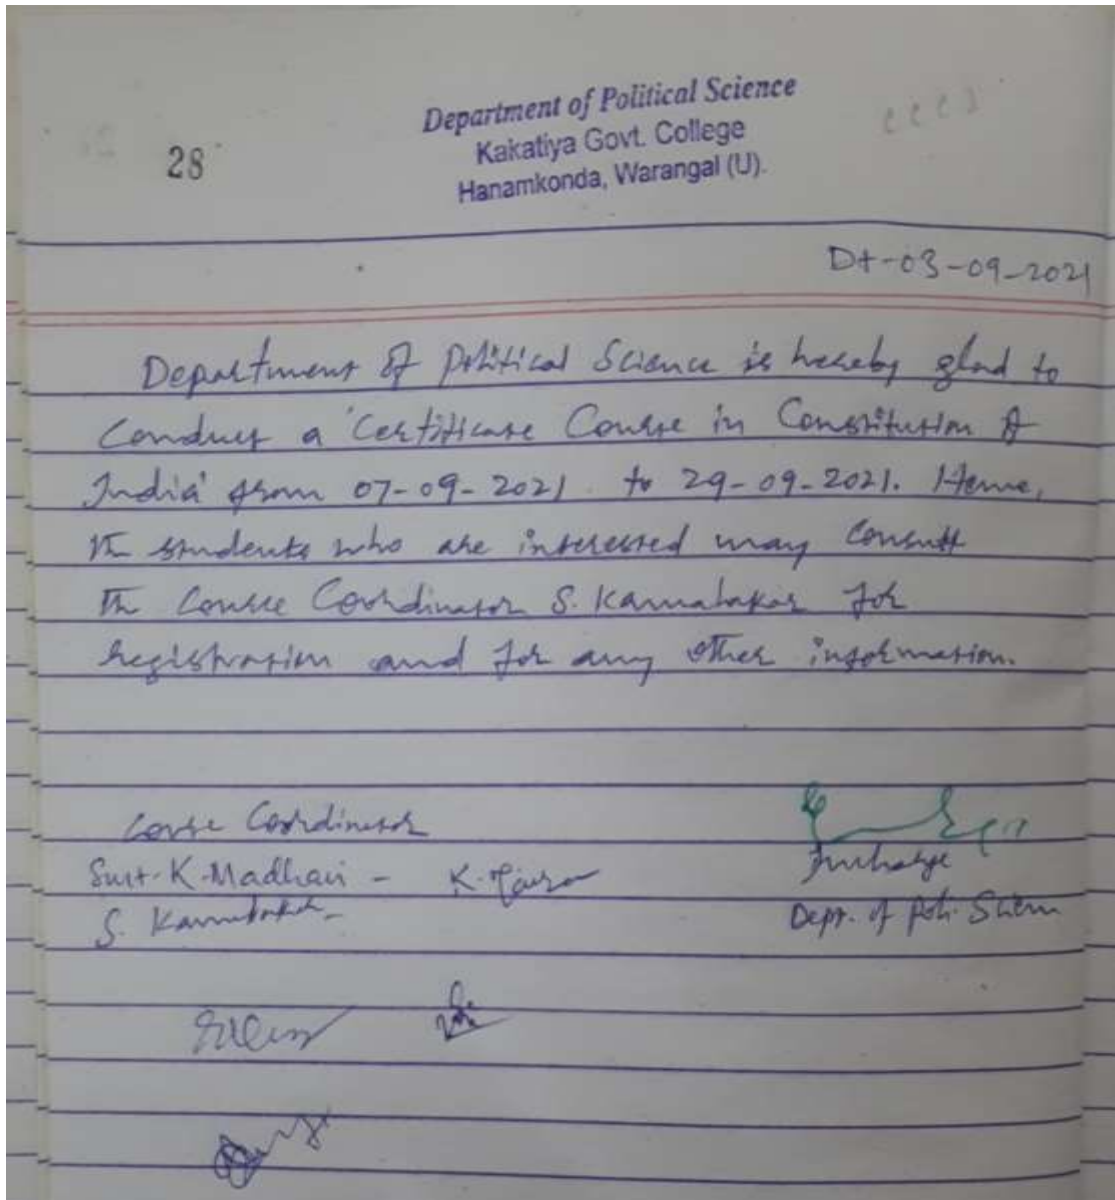 Department of Political Science
Kakatiya Govt. College
28
Hanamkonda, Warangal (U).
Dt-03-09-2021
Department of Political Science is hereby glad to
Conduct a 'Certificate Course in Constitution of
India' from 07-09-2021 to 29-09-2021. Hence,
the students who are interested may Consult
the Course Coordinator S. Karunakar for
registration and for any other information.
Course Coordinator
Incharge
Smt. K. Madhavi -
S. Karunakar
Dept. of Poli. Science